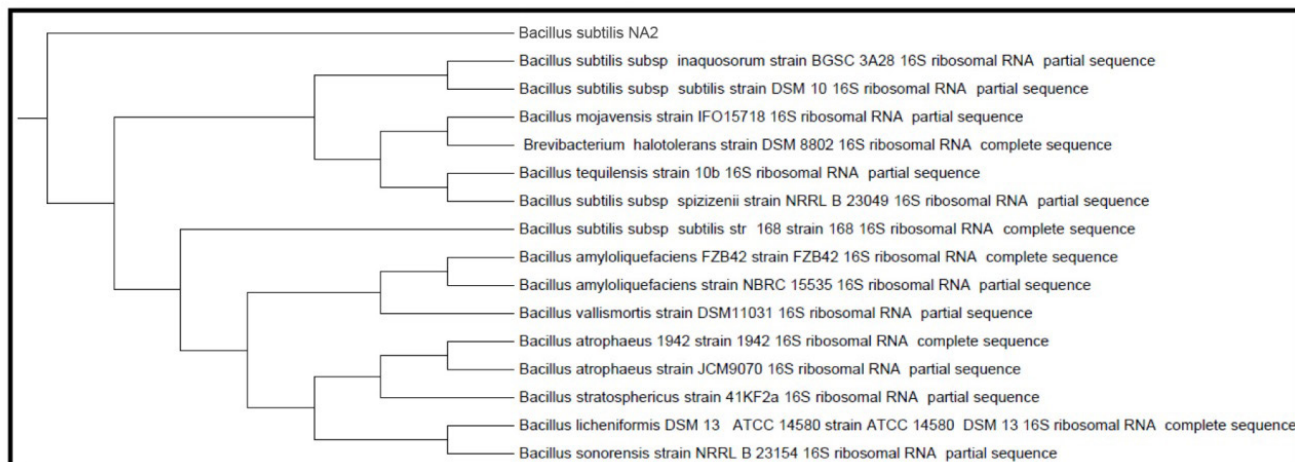 Bacillus subtilis NA2
Bacillus subtilis subsp inaquosorum strain BGSC 3A28 16S ribosomal RNA partial sequence
Bacillus subtilis subsp subtilis strain DSM 10 16S ribosomal RNA partial sequence
Bacillus mojavensis strain IFO15718 16S ribosomal RNA partial sequence
Brevibacterium halotolerans strain DSM 8802 16S ribosomal RNA complete sequence
Bacillus tequilensis strain 10b 16S ribosomal RNA partial sequence
Bacillus subtilis subsp spizizenii strain NRRL B 23049 16S ribosomal RNA partial sequence
Bacillus subtilis subsp subtilis str 168 strain 168 16S ribosomal RNA complete sequence
Bacillus amyloliquefaciens FZB42 strain FZB42 16S ribosomal RNA complete sequence
Bacillus amyloliquefaciens strain NBRC 15535 16S ribosomal RNA partial sequence
Bacillus vallismortis strain DSM11031 16S ribosomal RNA partial sequence
Bacillus atrophaeus 1942 strain 1942 16S ribosomal RNA complete sequence
Bacillus atrophaeus strain JCM9070 16S ribosomal RNA partial sequence
Bacillus stratosphericus strain 41KF2a 16S ribosomal RNA partial sequence
Bacillus licheniformis DSM 13 ATCC 14580 strain ATCC 14580 DSM 13 16S ribosomal RNA complete sequence
Bacillus sonorensis strain NRRL B 23154 16S ribosomal RNA partial sequence